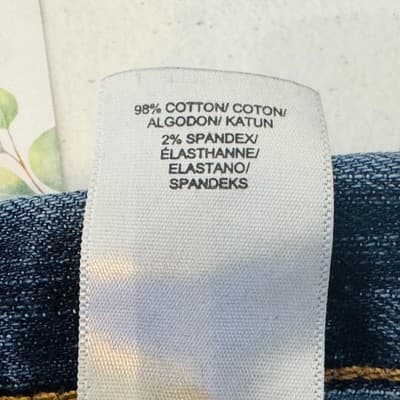 98% COTTON/ COTON/
ALGODON/ KATUN
2% SPANDEX/
ÉLASTHANNE/
ELASTANO/
SPANDEKS